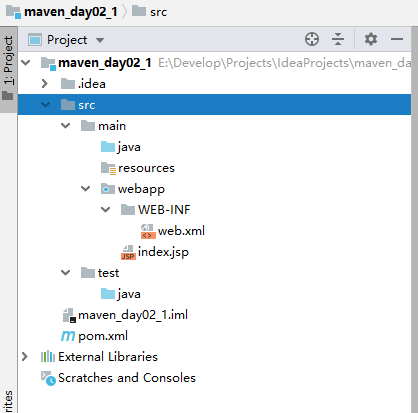 maven_day02_1 src
1: Project
Project
maven_day02_1 E:\Develop\Projects\IdeaProjects\maven_da
.idea
src
main
java
resources
webapp
WEB-INF
web.xml
JSP index.jsp
test
java
maven_day02_1.iml
m pom.xml
External Libraries
Scratches and Consoles
rites